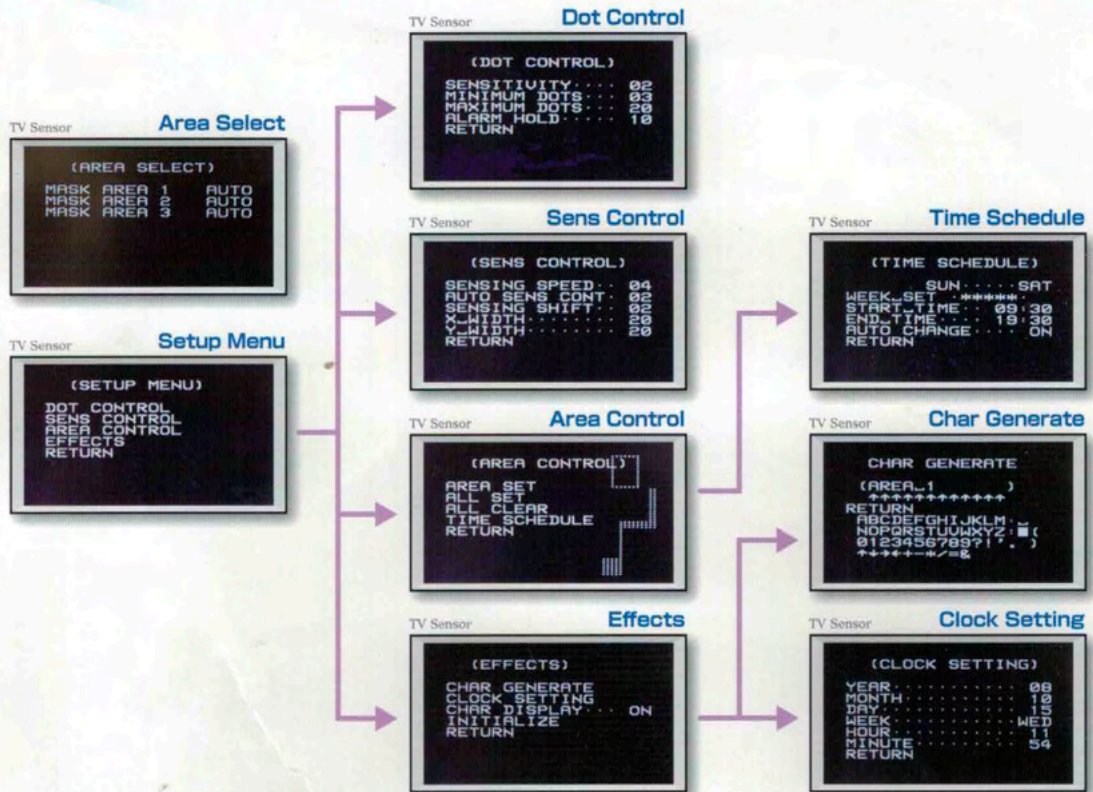 TV Sensor Area Select
(AREA SELECT)
MASK AREA 1 AUTO
MASK AREA 2 AUTO
MASK AREA 3 AUTO
TV Sensor Setup Menu
(SETUP MENU)
DOT CONTROL
SENS CONTROL
AREA CONTROL
EFFECTS
RETURN
TV Sensor Dot Control
(DOT CONTROL)
SENSITIVITY···· 02
MINIMUM DOTS··· 03
MAXIMUM DOTS··· 20
ALARM HOLD····· 10
RETURN
TV Sensor Sens Control
(SENS CONTROL)
SENSING SPEED·· 04
AUTO SENS CONT· 02
SENSING SHIFT·· 02
X_WIDTH········ 20
Y_WIDTH········ 20
RETURN
TV Sensor Area Control
(AREA CONTROL)
AREA SET
ALL SET
ALL CLEAR
TIME SCHEDULE
RETURN
TV Sensor Effects
(EFFECTS)
CHAR GENERATE
CLOCK SETTING
CHAR DISPLAY··· ON
INITIALIZE
RETURN
TV Sensor Time Schedule
(TIME SCHEDULE)
SUN·····SAT
WEEK_SET ·*****·
START_TIME·· 09:30
END_TIME···· 19:30
AUTO CHANGE···· ON
RETURN
TV Sensor Char Generate
CHAR GENERATE
(AREA_1 )
↑↑↑↑↑↑↑↑↑↑↑↑
RETURN
ABCDEFGHIJKLM·_
NOPQRSTUVWXYZ:■(
0123456789?!'.)
↑↓→←+-*/=&
TV Sensor Clock Setting
(CLOCK SETTING)
YEAR··········· 08
MONTH·········· 10
DAY············ 15
WEEK··········WED
HOUR··········· 11
MINUTE········· 54
RETURN